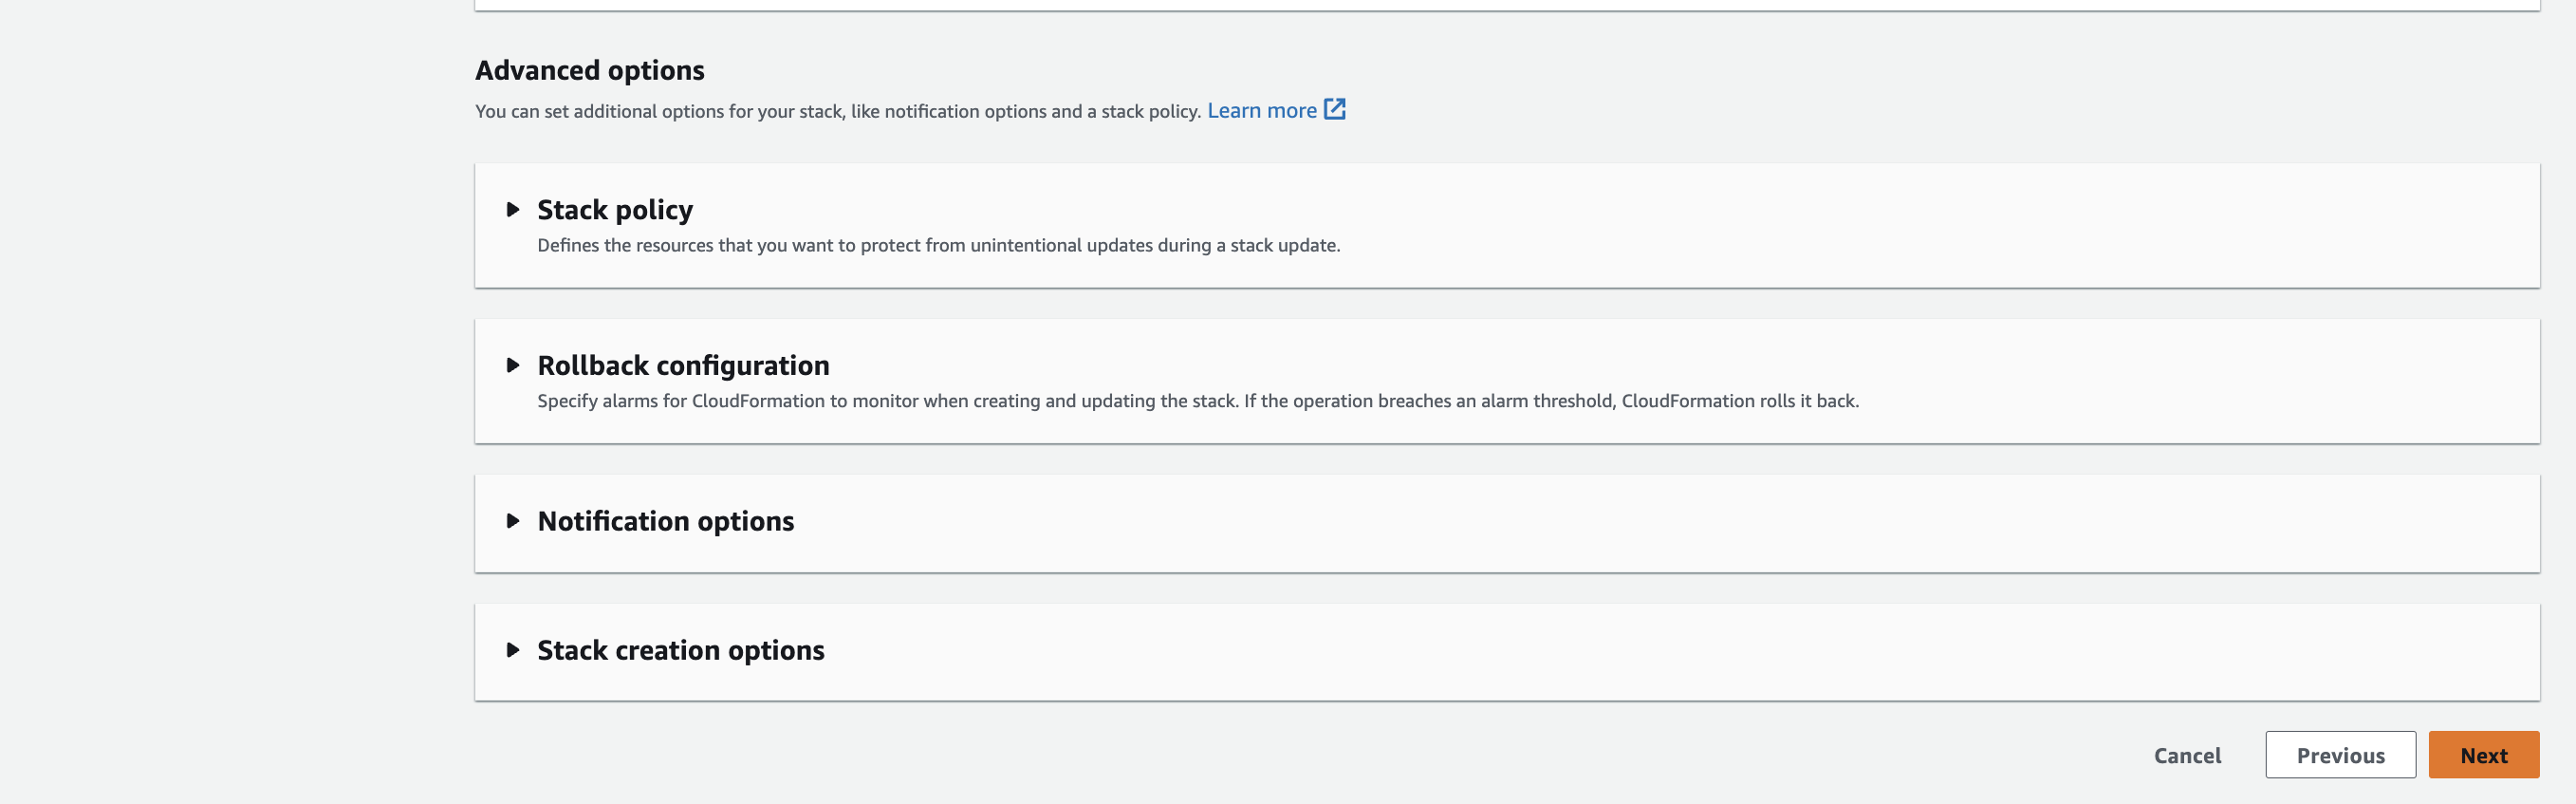 Advanced options
You can set additional options for your stack, like notification options and a stack policy. Learn more
Stack policy
Defines the resources that you want to protect from unintentional updates during a stack update.
Rollback configuration
Specify alarms for CloudFormation to monitor when creating and updating the stack. If the operation breaches an alarm threshold, CloudFormation rolls it back.
Notification options
Stack creation options
Cancel Previous Next